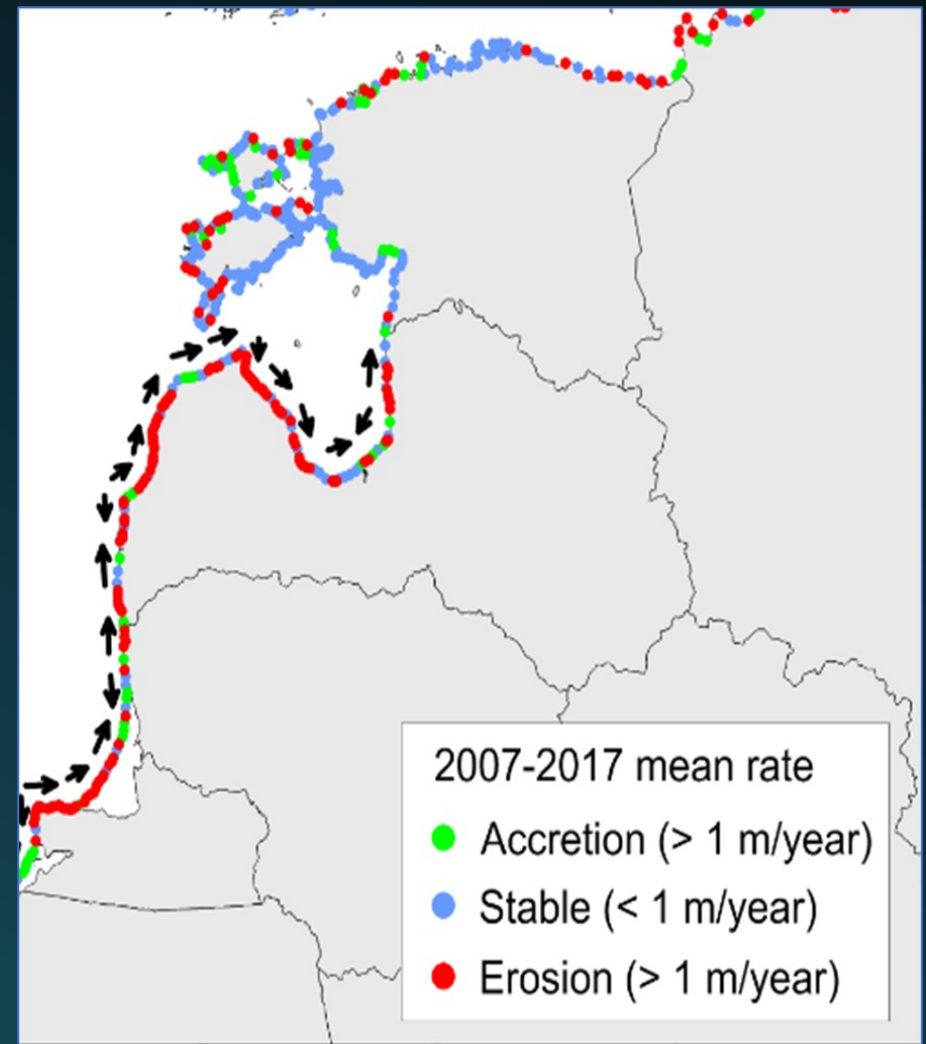 2007-2017 mean rate
Accretion (> 1 m/year)
Stable (< 1 m/year)
Erosion (> 1 m/year)